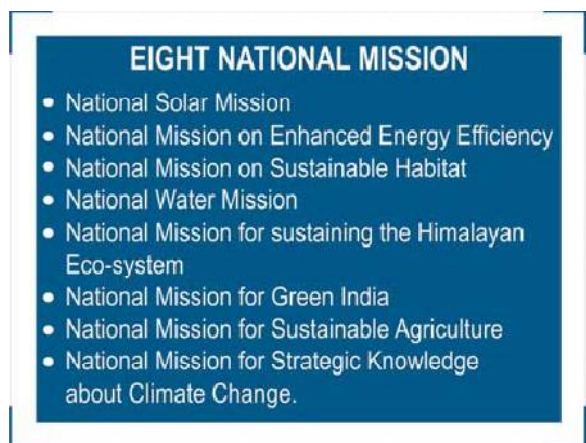 EIGHT NATIONAL MISSION
• National Solar Mission
• National Mission on Enhanced Energy Efficiency
• National Mission on Sustainable Habitat
• National Water Mission
• National Mission for sustaining the Himalayan
Eco-system
• National Mission for Green India
• National Mission for Sustainable Agriculture
• National Mission for Strategic Knowledge
about Climate Change.